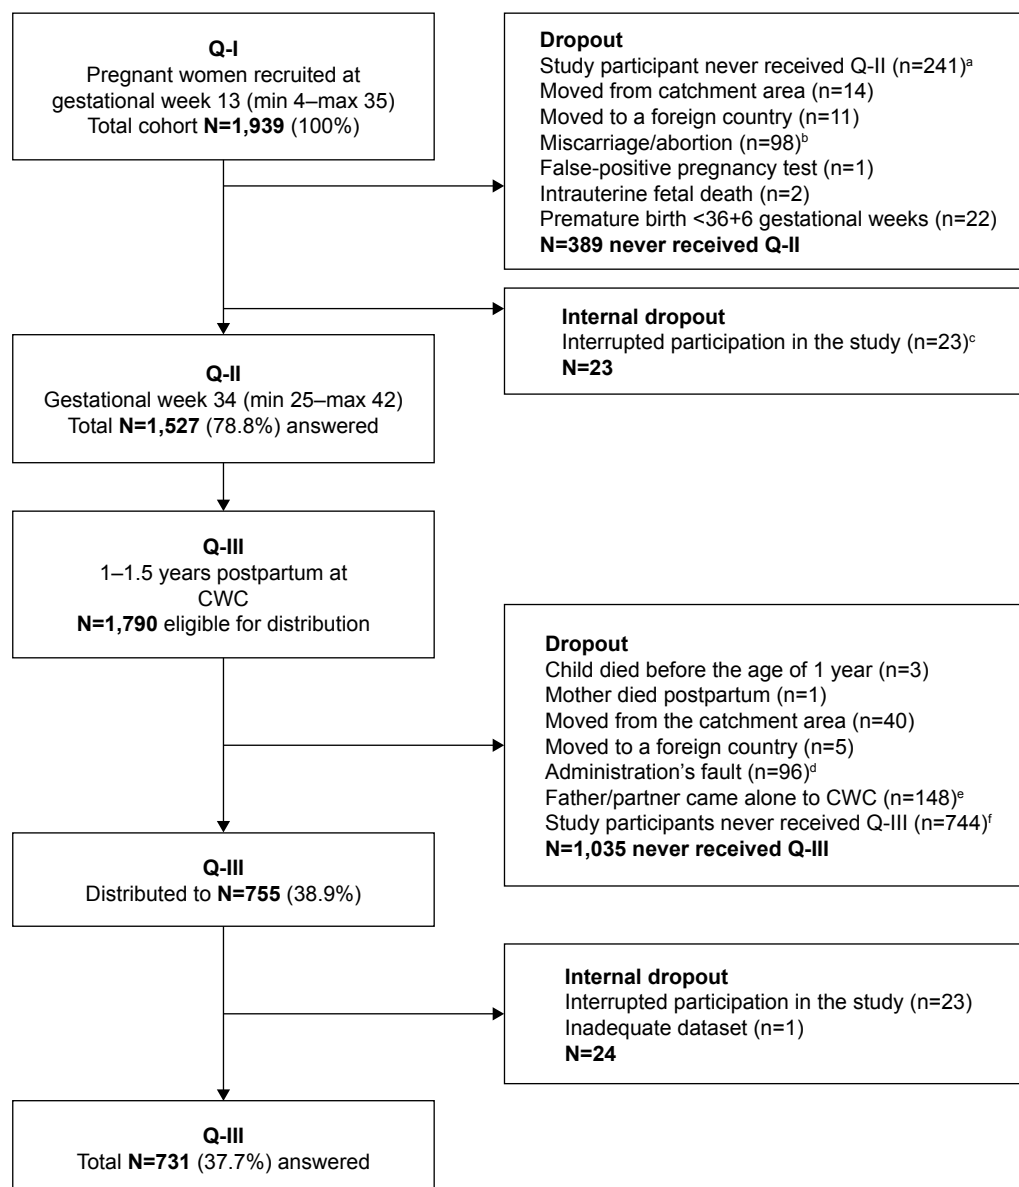 Q-I
Pregnant women recruited at
gestational week 13 (min 4–max 35)
Total cohort N=1,939 (100%)
Dropout
Study participant never received Q-II (n=241)a
Moved from catchment area (n=14)
Moved to a foreign country (n=11)
Miscarriage/abortion (n=98)b
False-positive pregnancy test (n=1)
Intrauterine fetal death (n=2)
Premature birth <36+6 gestational weeks (n=22)
N=389 never received Q-II
Internal dropout
Interrupted participation in the study (n=23)c
N=23
Q-II
Gestational week 34 (min 25–max 42)
Total N=1,527 (78.8%) answered
Q-III
1–1.5 years postpartum at
CWC
N=1,790 eligible for distribution
Dropout
Child died before the age of 1 year (n=3)
Mother died postpartum (n=1)
Moved from the catchment area (n=40)
Moved to a foreign country (n=5)
Administration’s fault (n=96)d
Father/partner came alone to CWC (n=148)e
Study participants never received Q-III (n=744)f
N=1,035 never received Q-III
Q-III
Distributed to N=755 (38.9%)
Internal dropout
Interrupted participation in the study (n=23)
Inadequate dataset (n=1)
N=24
Q-III
Total N=731 (37.7%) answered